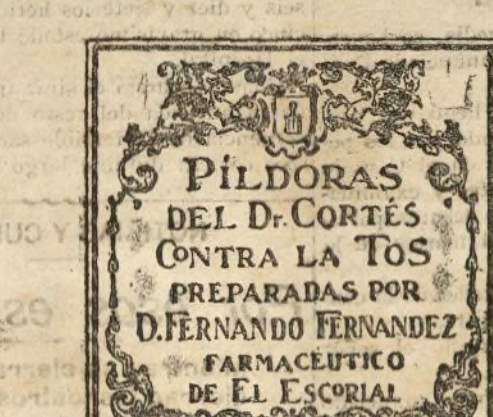 PÍLDORAS
DEL Dr. CORTÉS
CONTRA LA TOS
PREPARADAS POR
D. FERNANDO FERNANDEZ
FARMACÉUTICO
DE EL ESCORIAL